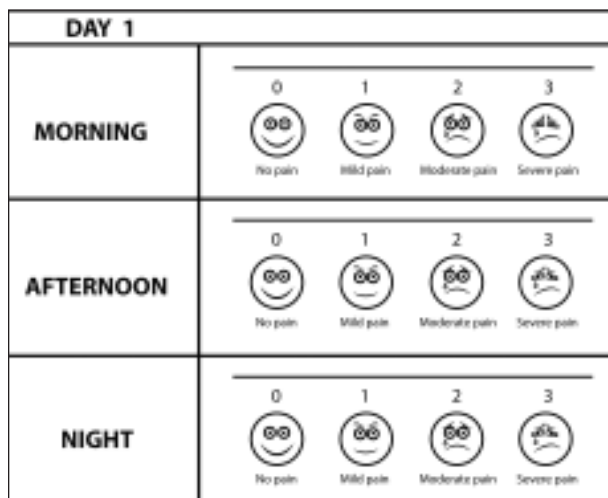 DAY 1
0 1 2 3
MORNING
No pain Mild pain Moderate pain Severe pain
0 1 2 3
AFTERNOON
No pain Mild pain Moderate pain Severe pain
0 1 2 3
NIGHT
No pain Mild pain Moderate pain Severe pain